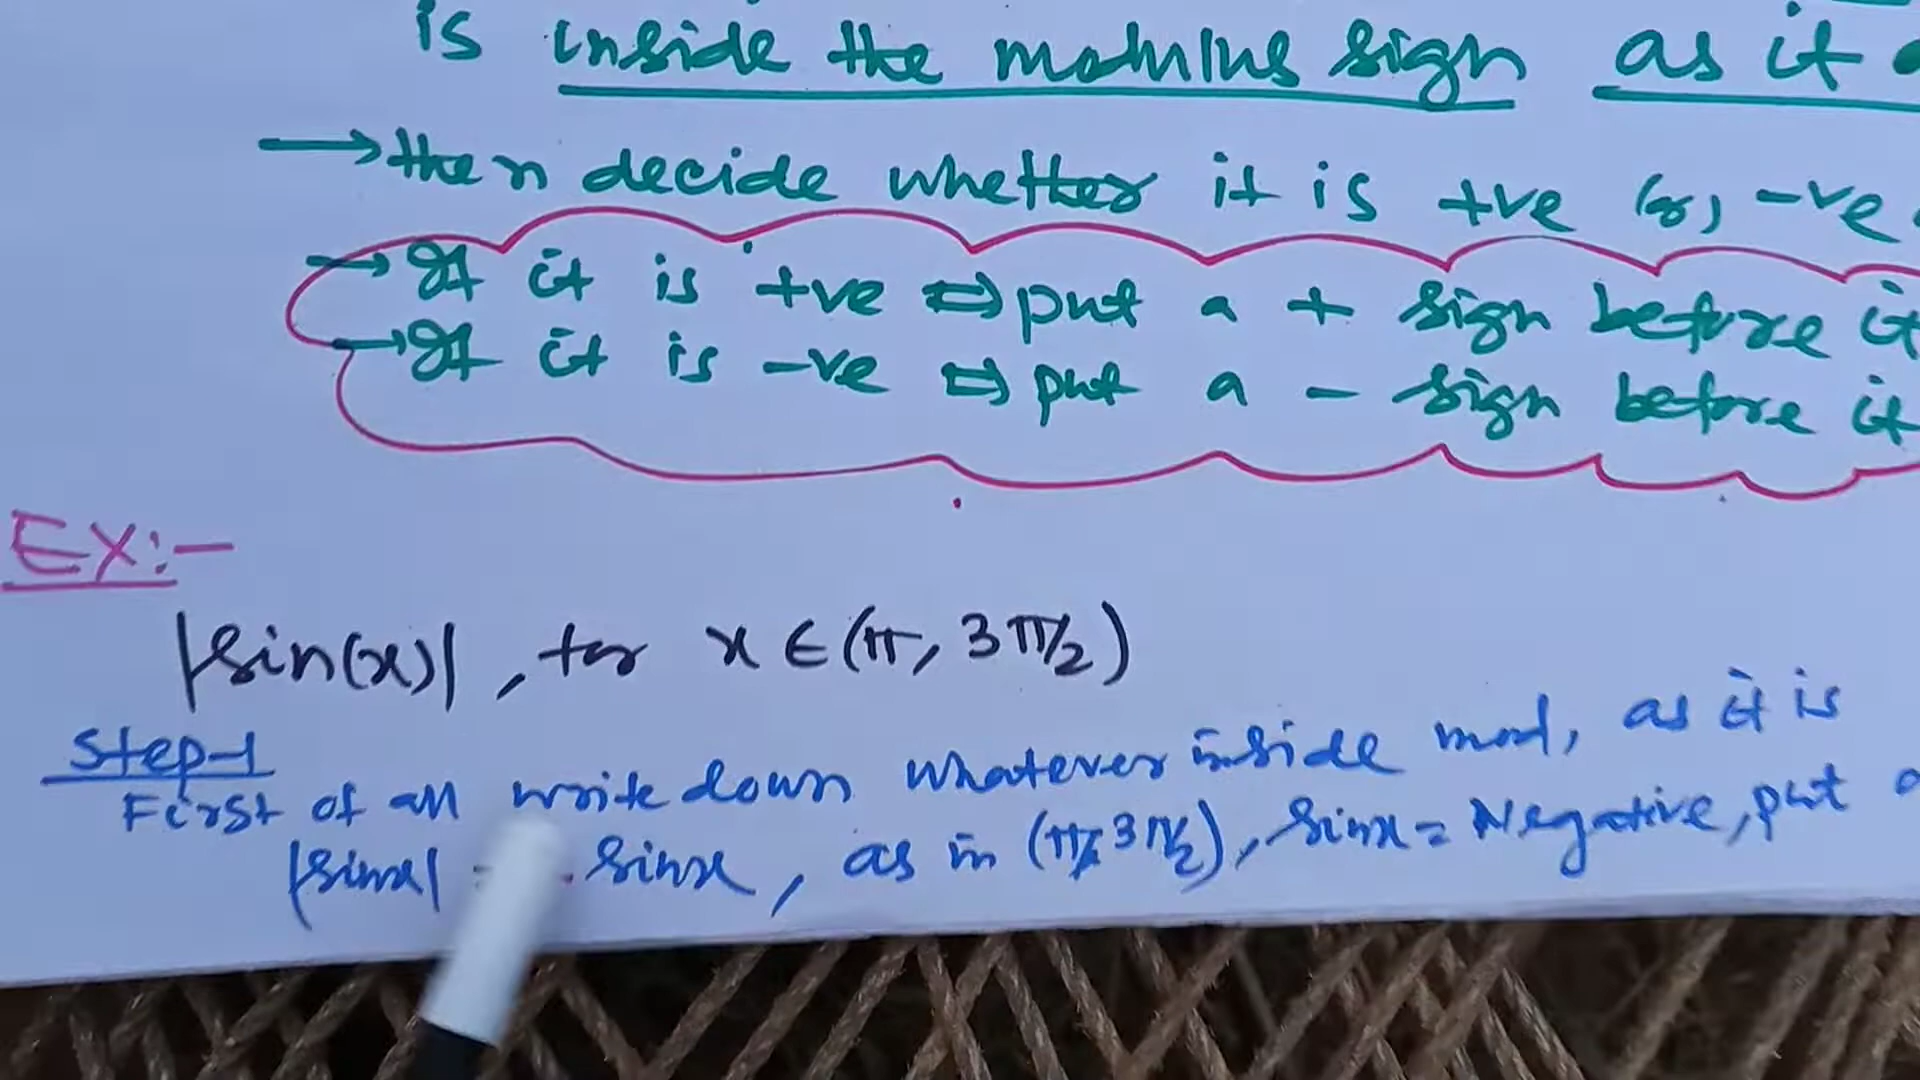 is inside the modulus sign as it
→ then decide whether it is +ve (or) -ve
→ If it is +ve ⇨ put a + sign before it
→ If it is -ve ⇨ put a - sign before it
EX:-
|sin(x)|, for x ∈ (π, 3π/2)
Step-1
First of all write down whatever inside mod, as it is
|sinx| = sinx, as in (π, 3π/2), sinx = Negative, put a